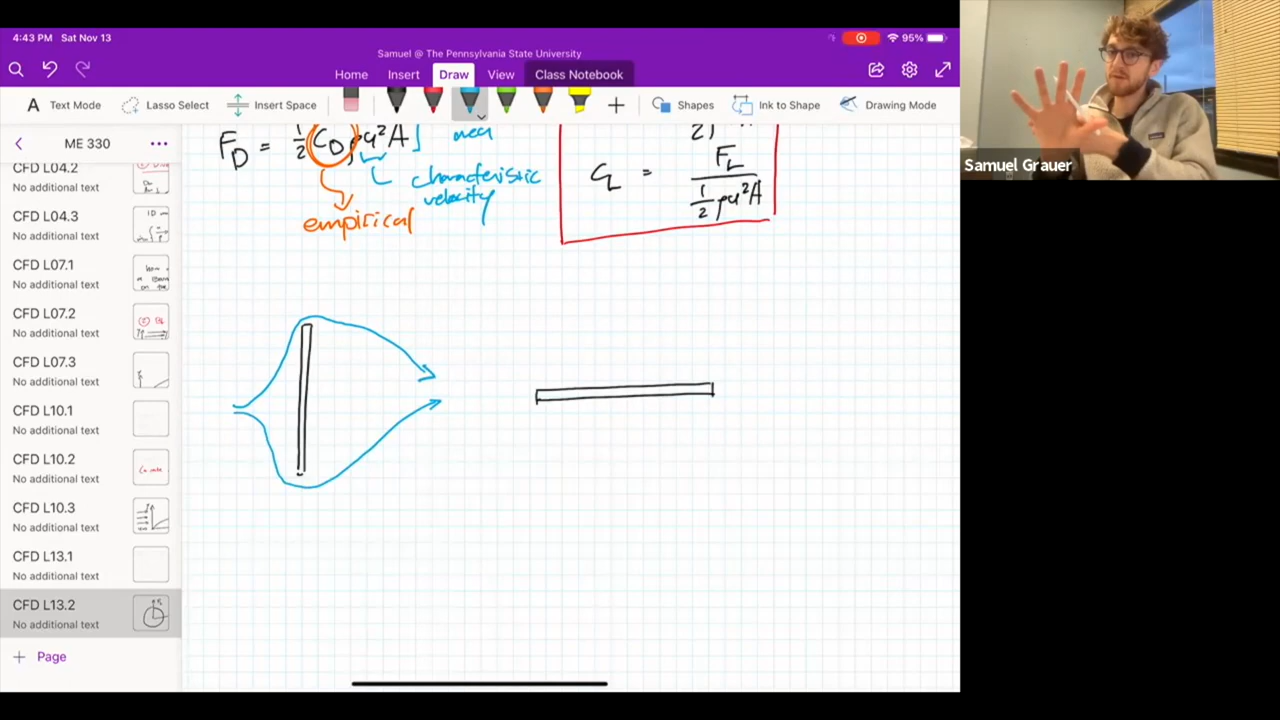 4:43 PM Sat Nov 13
95%
Samuel @ The Pennsylvania State University
Home Insert Draw View Class Notebook
A Text Mode Lasso Select Insert Space Shapes Ink to Shape Drawing Mode
ME 330
CFD L04.2
No additional text
CFD L04.3
No additional text
CFD L07.1
No additional text
CFD L07.2
No additional text
CFD L07.3
No additional text
CFD L10.1
No additional text
CFD L10.2
No additional text
CFD L10.3
No additional text
CFD L13.1
No additional text
CFD L13.2
No additional text
Page
F_D = 1/2 C_D ρu²A
characteristic
velocity
empirical
C_L = F_L / 1/2 ρu²A
Samuel Grauer